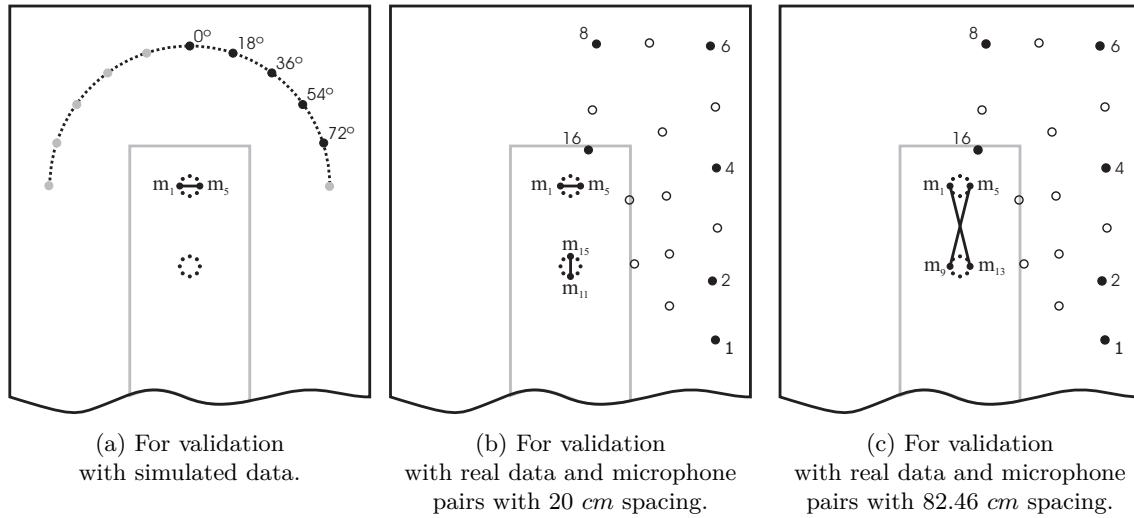 0°
18°
36°
54°
72°
m₁ m₅
(a) For validation
with simulated data.
8
6
16
4
m₁ m₅
m₁₅
m₁₁
2
1
(b) For validation
with real data and microphone
pairs with 20 cm spacing.
8
6
16
4
m₁ m₅
m₉ m₁₃
2
1
(c) For validation
with real data and microphone
pairs with 82.46 cm spacing.